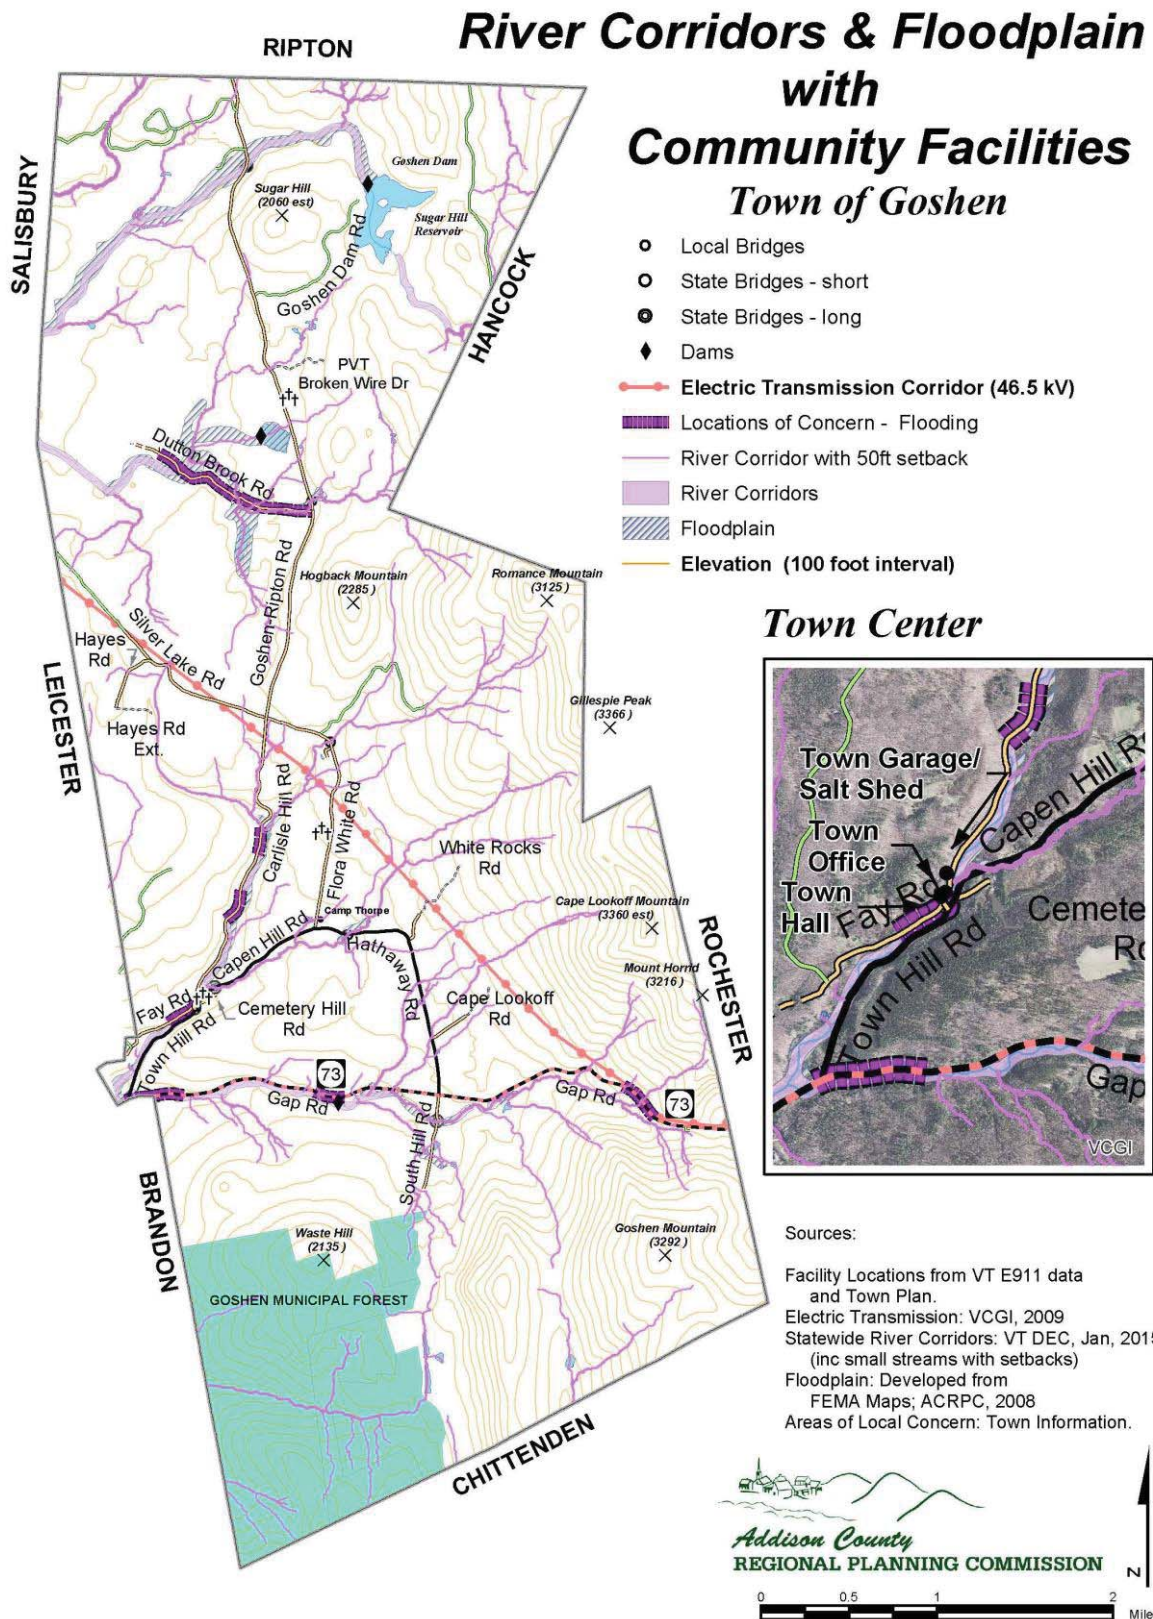 River Corridors & Floodplain
with
Community Facilities
Town of Goshen
Local Bridges
State Bridges - short
State Bridges - long
Dams
Electric Transmission Corridor (46.5 kV)
Locations of Concern - Flooding
River Corridor with 50ft setback
River Corridors
Floodplain
Elevation (100 foot interval)
RIPTON
SALISBURY
HANCOCK
LEICESTER
ROCHESTER
BRANDON
CHITTENDEN
Goshen Dam
Sugar Hill
(2060 est)
Sugar Hill
Reservoir
Goshen Dam Rd
PVT
Broken Wire Dr
Dutton Brook Rd
Goshen-Ripton Rd
Hogback Mountain
(2285 )
Romance Mountain
(3125 )
Silver Lake Rd
Hayes
Rd
Hayes Rd
Ext.
Gillespie Peak
(3366 )
Carlisle Hill Rd
Flora White Rd
White Rocks
Rd
Camp Thorpe
Cape Lookoff Mountain
(3360 est)
Capen Hill Rd
Hathaway Rd
Mount Horrid
(3216 )
Fay Rd
Cemetery Hill
Rd
Cape Lookoff
Rd
Town Hill Rd
73
Gap Rd
Gap Rd
73
South Hill Rd
Waste Hill
(2135 )
Goshen Mountain
(3292 )
GOSHEN MUNICIPAL FOREST
Town Center
Town Garage/
Salt Shed
Capen Hill R
Town
Office
Town
Hall
Fay Rd
Cemete
Town Hill Rd
Gap
VCGI
Sources:
Facility Locations from VT E911 data
and Town Plan.
Electric Transmission: VCGI, 2009
Statewide River Corridors: VT DEC, Jan, 2015
(inc small streams with setbacks)
Floodplain: Developed from
FEMA Maps; ACRPC, 2008
Areas of Local Concern: Town Information.
Addison County
REGIONAL PLANNING COMMISSION
N
0 0.5 1 2
Mile